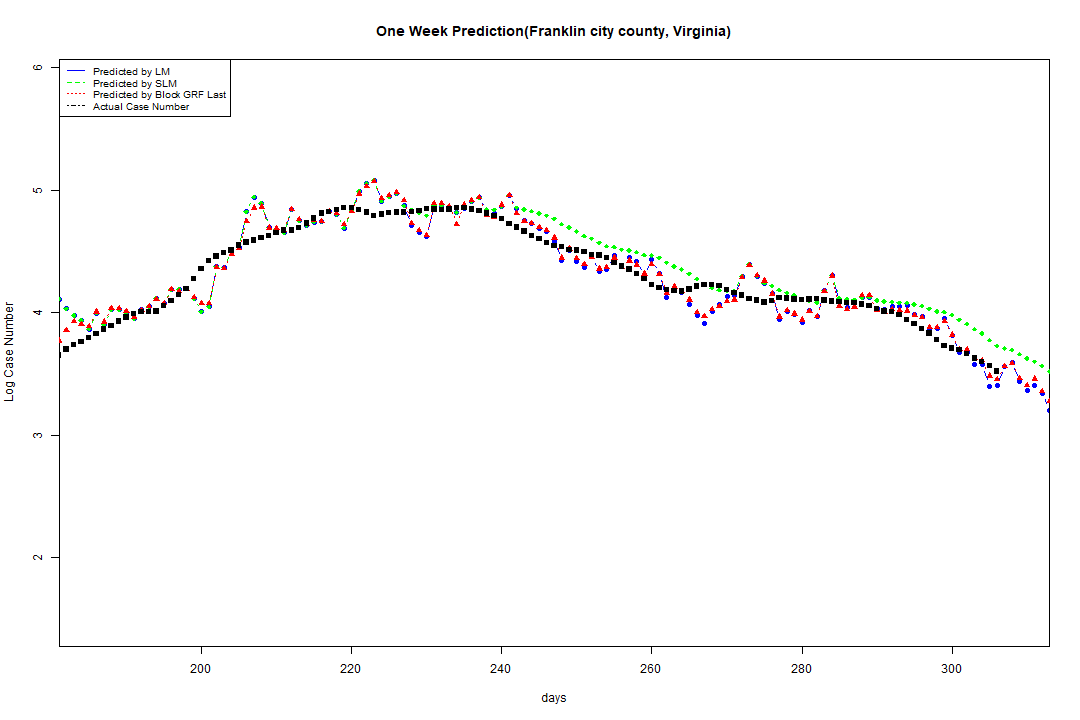 One Week Prediction(Franklin city county, Virginia)
Predicted by LM
Predicted by SLM
Predicted by Block GRF Last
Actual Case Number
6
5
4
3
2
Log Case Number
200
220
240
260
280
300
days